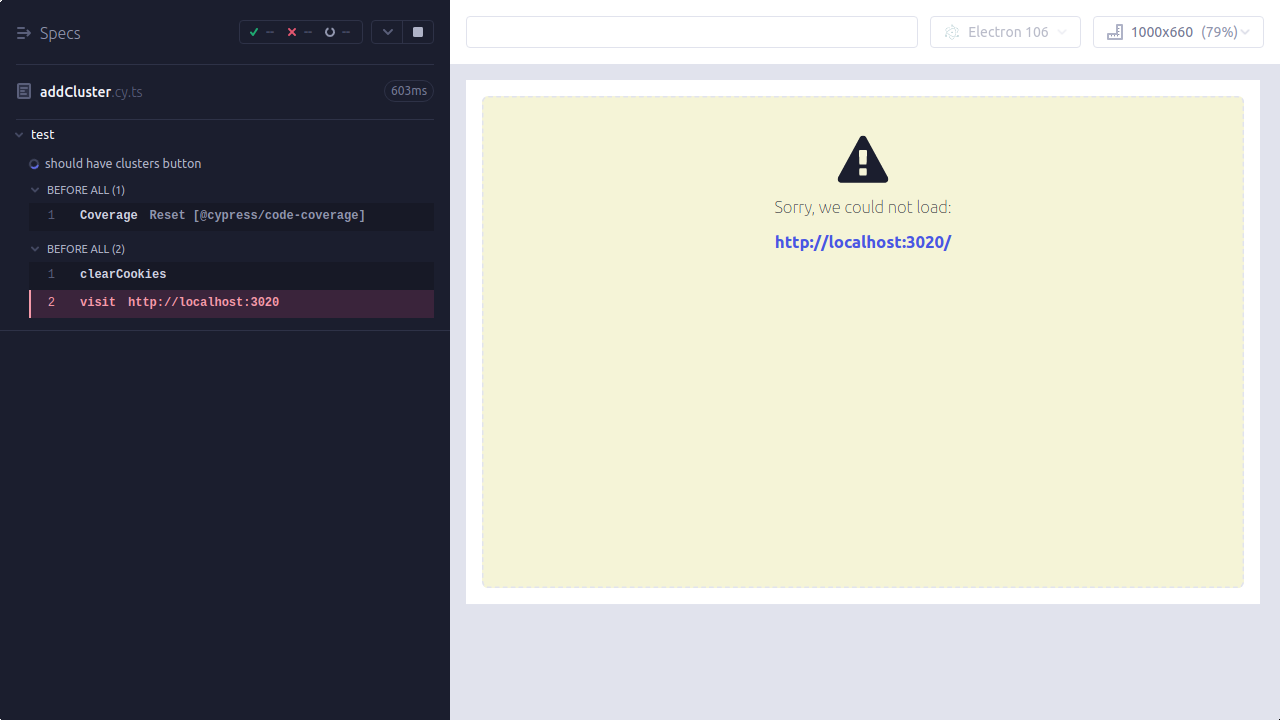 Specs
--
--
--
Electron 106
1000x660 (79%)
addCluster.cy.ts
603ms
test
should have clusters button
BEFORE ALL (1)
1 Coverage Reset [@cypress/code-coverage]
BEFORE ALL (2)
1 clearCookies
2 visit http://localhost:3020
Sorry, we could not load:
http://localhost:3020/